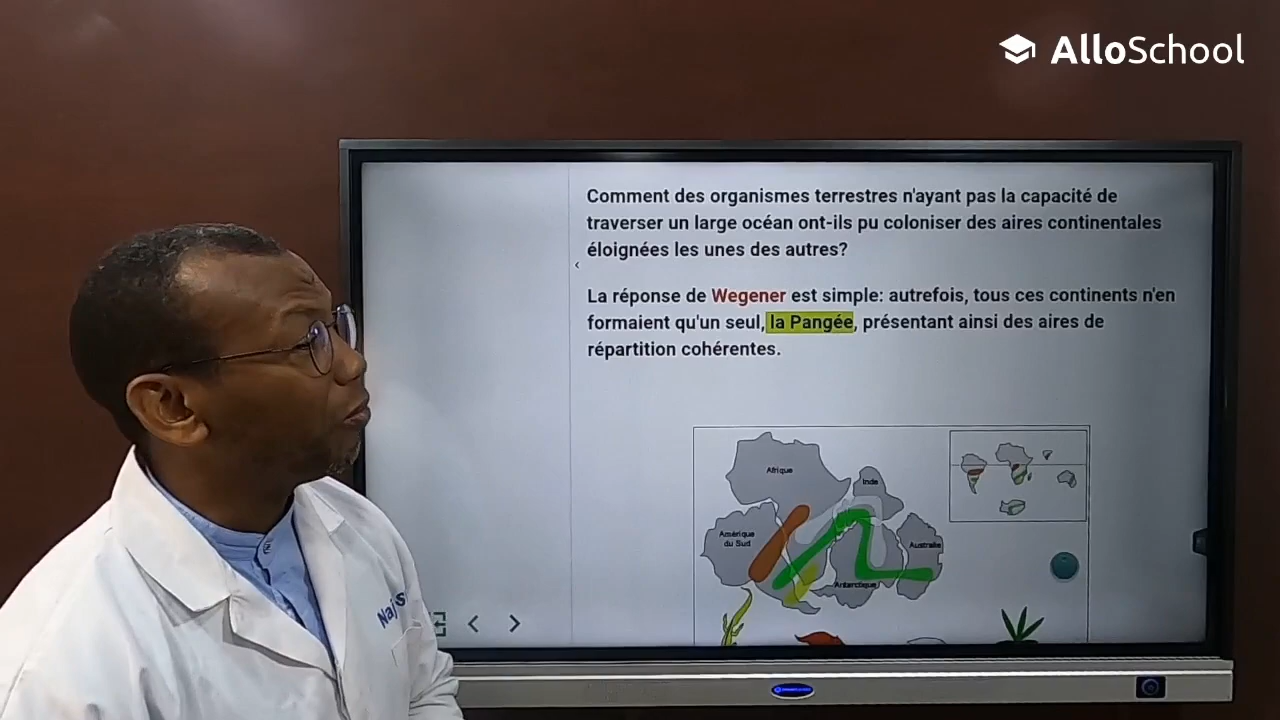 AlloSchool
Comment des organismes terrestres n'ayant pas la capacité de
traverser un large océan ont-ils pu coloniser des aires continentales
éloignées les unes des autres?
La réponse de Wegener est simple: autrefois, tous ces continents n'en
formaient qu'un seul, la Pangée, présentant ainsi des aires de
répartition cohérentes.
Afrique
Inde
Amérique
du Sud
Australie
Antarctique